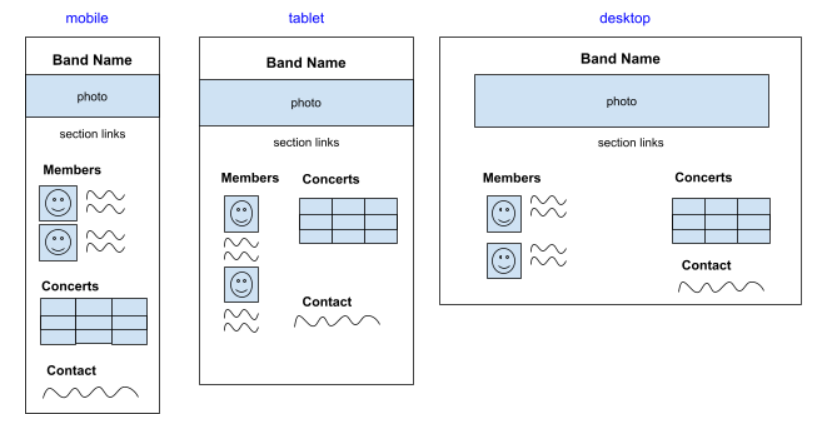 mobile
Band Name
photo
section links
Members
Concerts
Contact
tablet
Band Name
photo
section links
Members
Concerts
Contact
desktop
Band Name
photo
section links
Members
Concerts
Contact